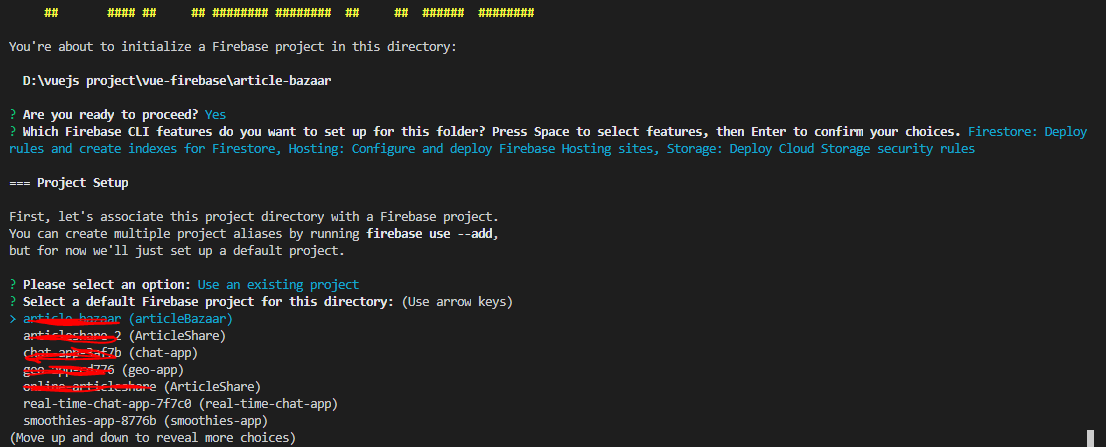 ## #### ## ## ######## ######## ## ## ###### ########
You're about to initialize a Firebase project in this directory:
D:\vuejs project\vue-firebase\article-bazaar
? Are you ready to proceed? Yes
? Which Firebase CLI features do you want to set up for this folder? Press Space to select features, then Enter to confirm your choices. Firestore: Deploy
rules and create indexes for Firestore, Hosting: Configure and deploy Firebase Hosting sites, Storage: Deploy Cloud Storage security rules
=== Project Setup
First, let's associate this project directory with a Firebase project.
You can create multiple project aliases by running firebase use --add,
but for now we'll just set up a default project.
? Please select an option: Use an existing project
? Select a default Firebase project for this directory: (Use arrow keys)
> (articleBazaar)
(ArticleShare)
(chat-app)
(geo-app)
(ArticleShare)
real-time-chat-app-7f7c0 (real-time-chat-app)
smoothies-app-8776b (smoothies-app)
(Move up and down to reveal more choices)